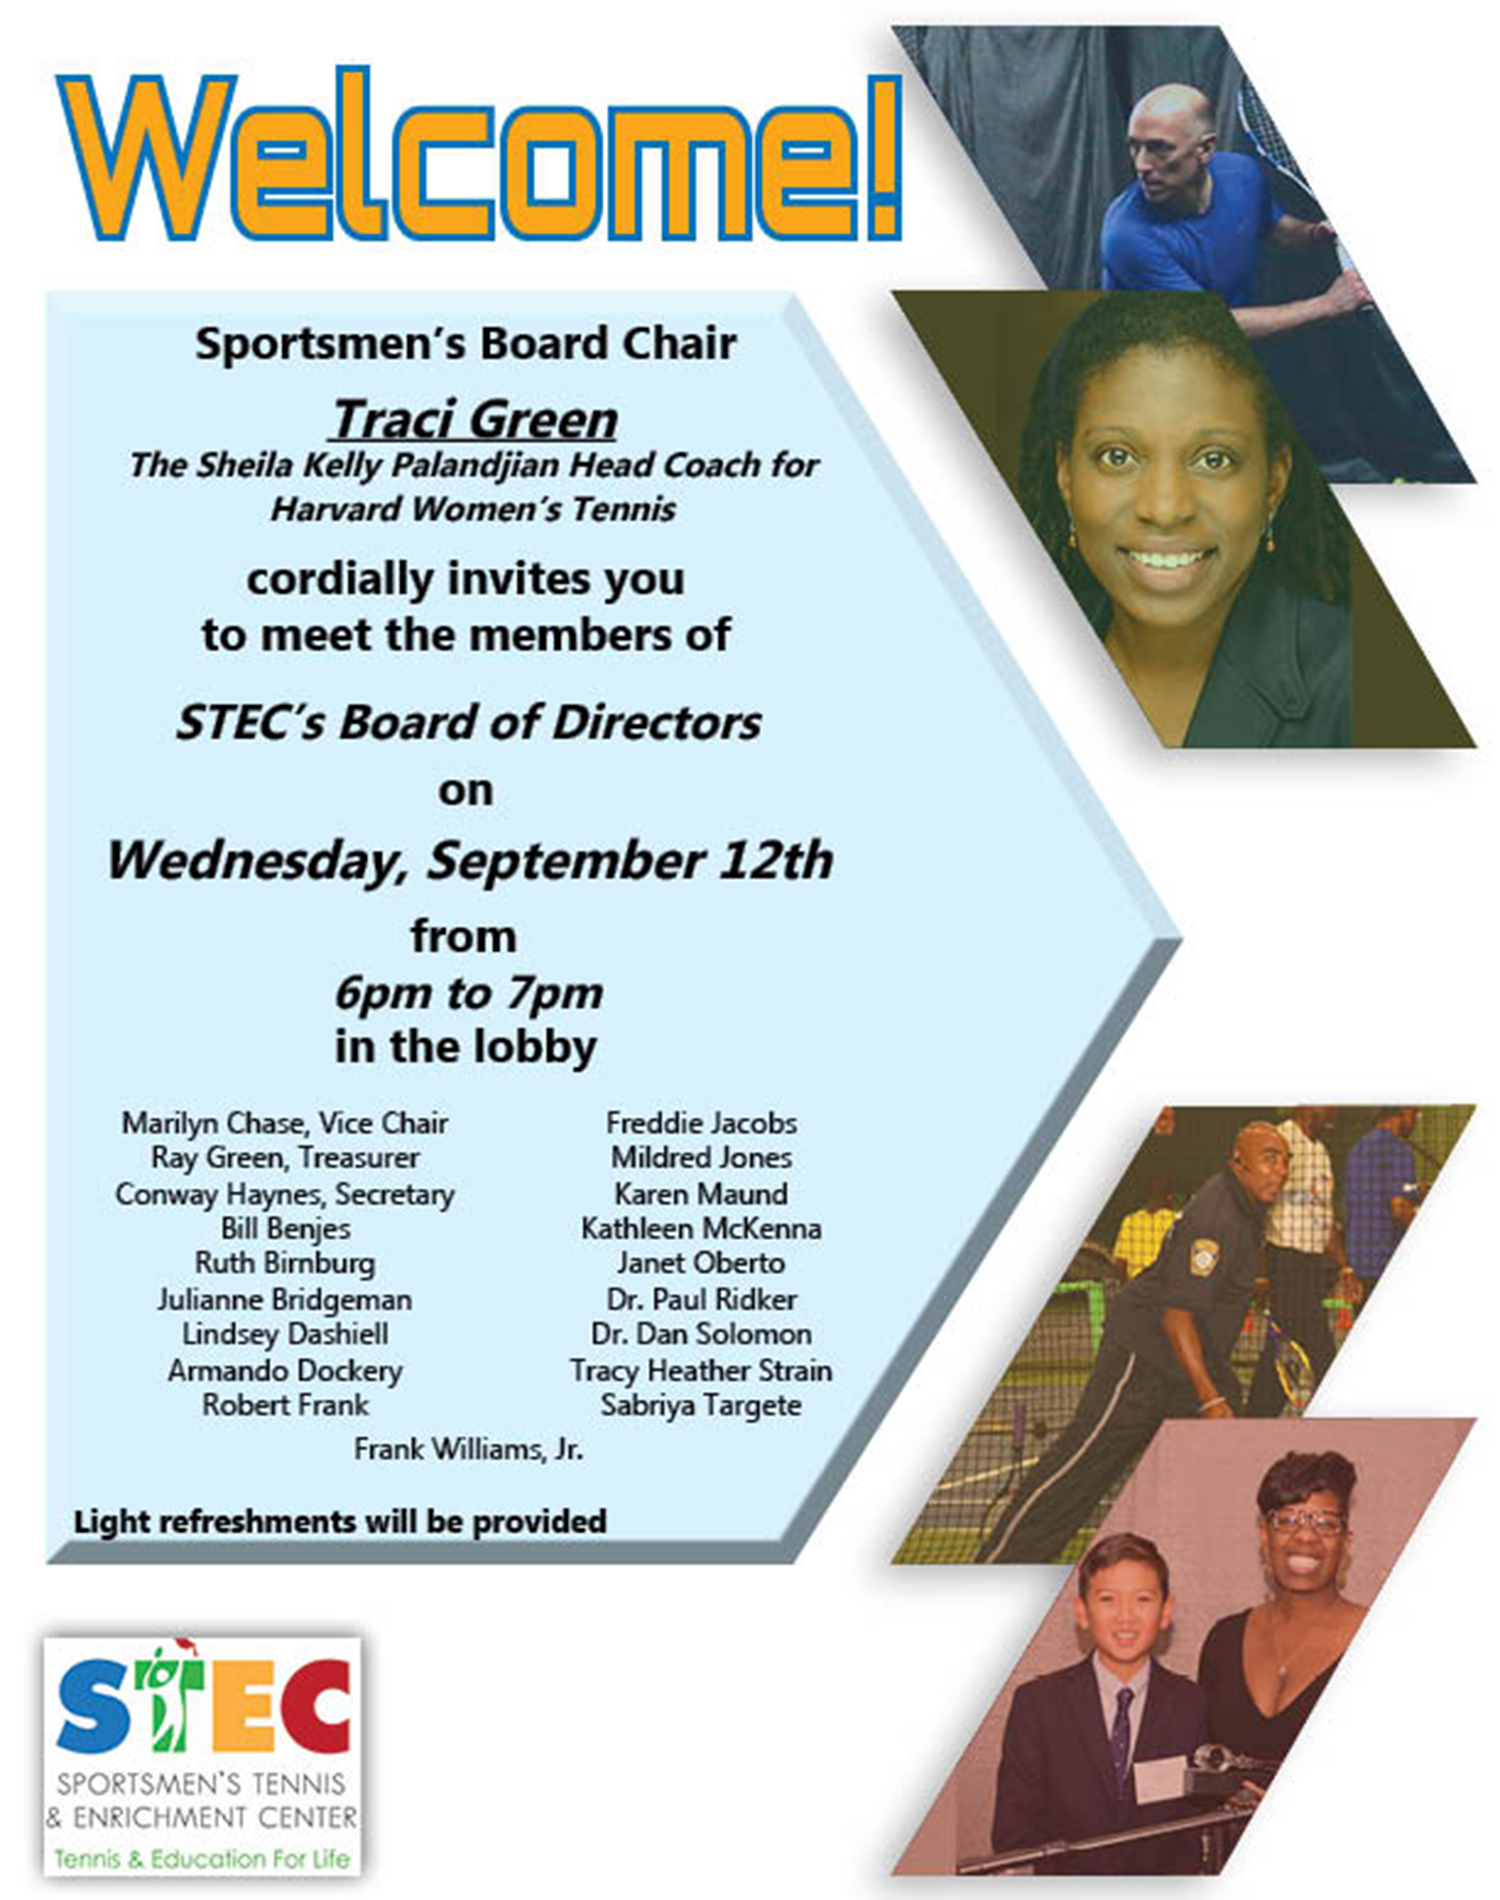 Welcome!
Sportsmen's Board Chair
Traci Green
The Sheila Kelly Palandjian Head Coach for
Harvard Women's Tennis
cordially invites you
to meet the members of
STEC's Board of Directors
on
Wednesday, September 12th
from
6pm to 7pm
in the lobby
Marilyn Chase, Vice Chair
Ray Green, Treasurer
Conway Haynes, Secretary
Bill Benjes
Ruth Birnburg
Julianne Bridgeman
Lindsey Dashiell
Armando Dockery
Robert Frank
Freddie Jacobs
Mildred Jones
Karen Maund
Kathleen McKenna
Janet Oberto
Dr. Paul Ridker
Dr. Dan Solomon
Tracy Heather Strain
Sabriya Targete
Frank Williams, Jr.
Light refreshments will be provided
STEC
SPORTSMEN'S TENNIS
& ENRICHMENT CENTER
Tennis & Education For Life